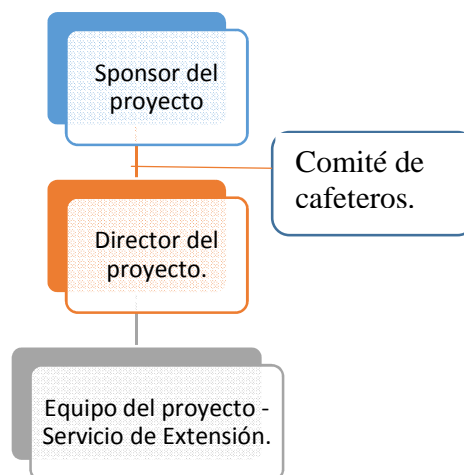 Sponsor del
proyecto
Comité de
cafeteros.
Director del
proyecto.
Equipo del proyecto -
Servicio de Extensión.